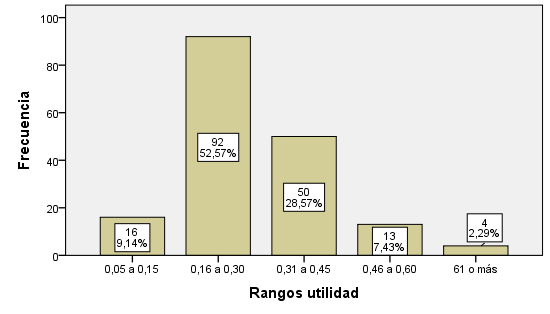 Frecuencia
100
80
60
40
20
0
92
52,57%
50
28,57%
16
9,14%
13
7,43%
4
2,29%
0,05 a 0,15
0,16 a 0,30
0,31 a 0,45
0,46 a 0,60
61 o más
Rangos utilidad